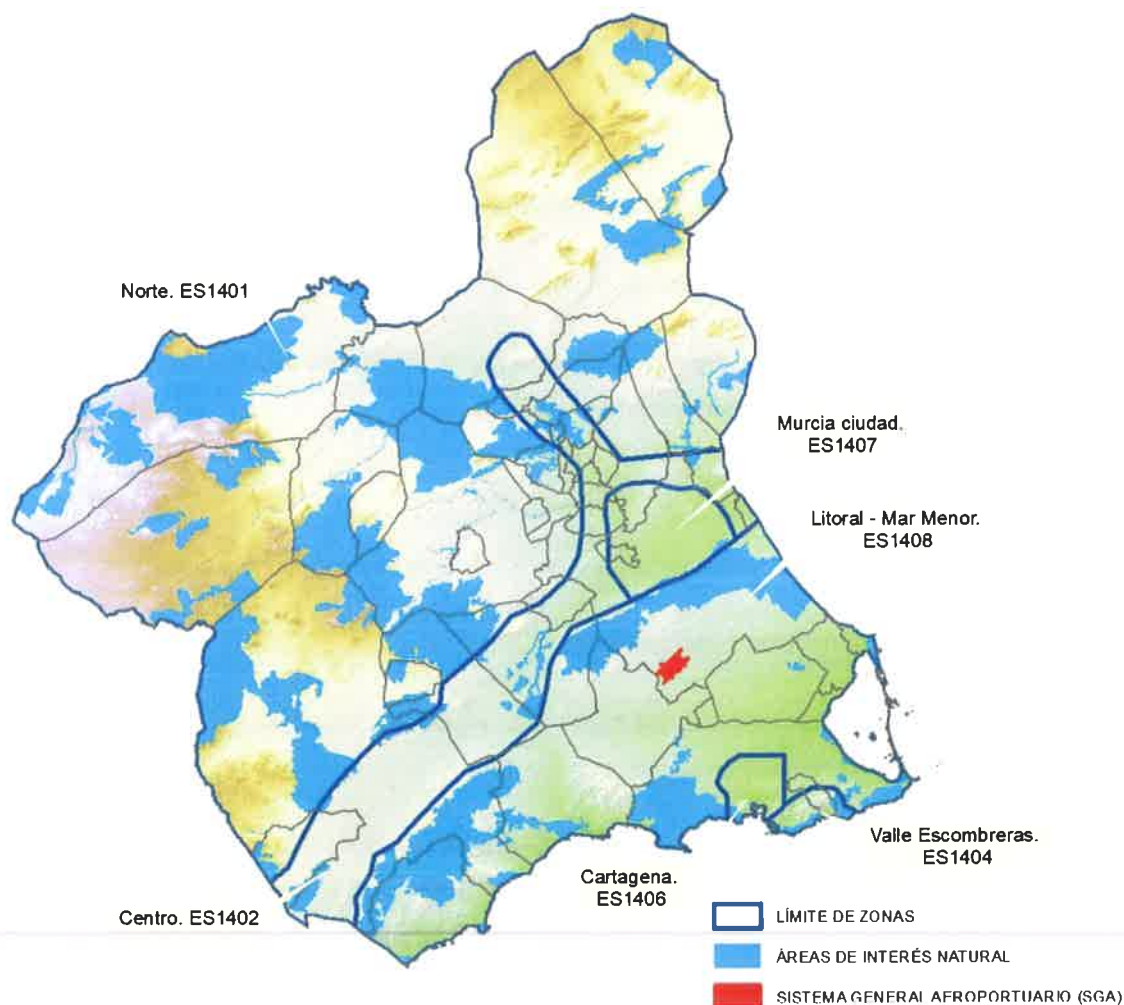 Norte. ES1401
Murcia ciudad.
ES1407
Litoral - Mar Menor.
ES1408
Valle Escombreras.
ES1404
Cartagena.
ES1406
Centro. ES1402
LÍMITE DE ZONAS
ÁREAS DE INTERÉS NATURAL
SISTEMA GENERAL AEROPORTUARIO (SGA)